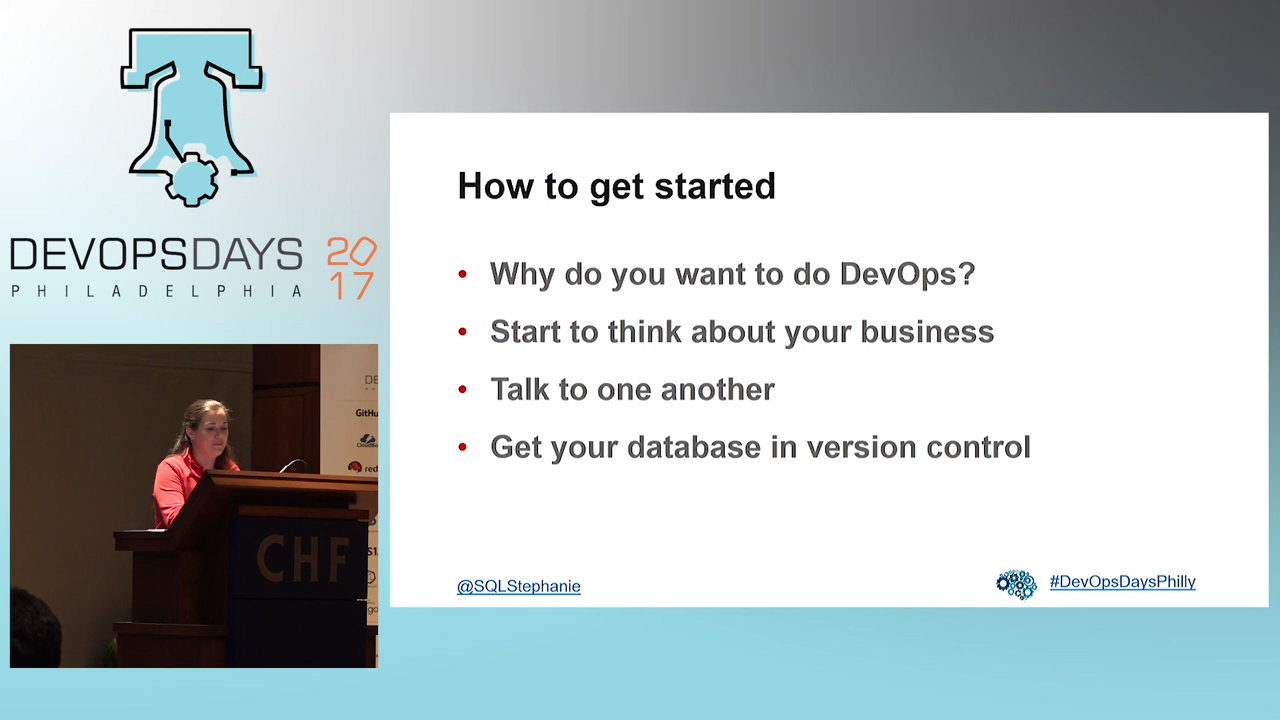 DEVOPSDAYS 2017
PHILADELPHIA
How to get started
• Why do you want to do DevOps?
• Start to think about your business
• Talk to one another
• Get your database in version control
@SQLStephanie
#DevOpsDaysPhilly
CHF